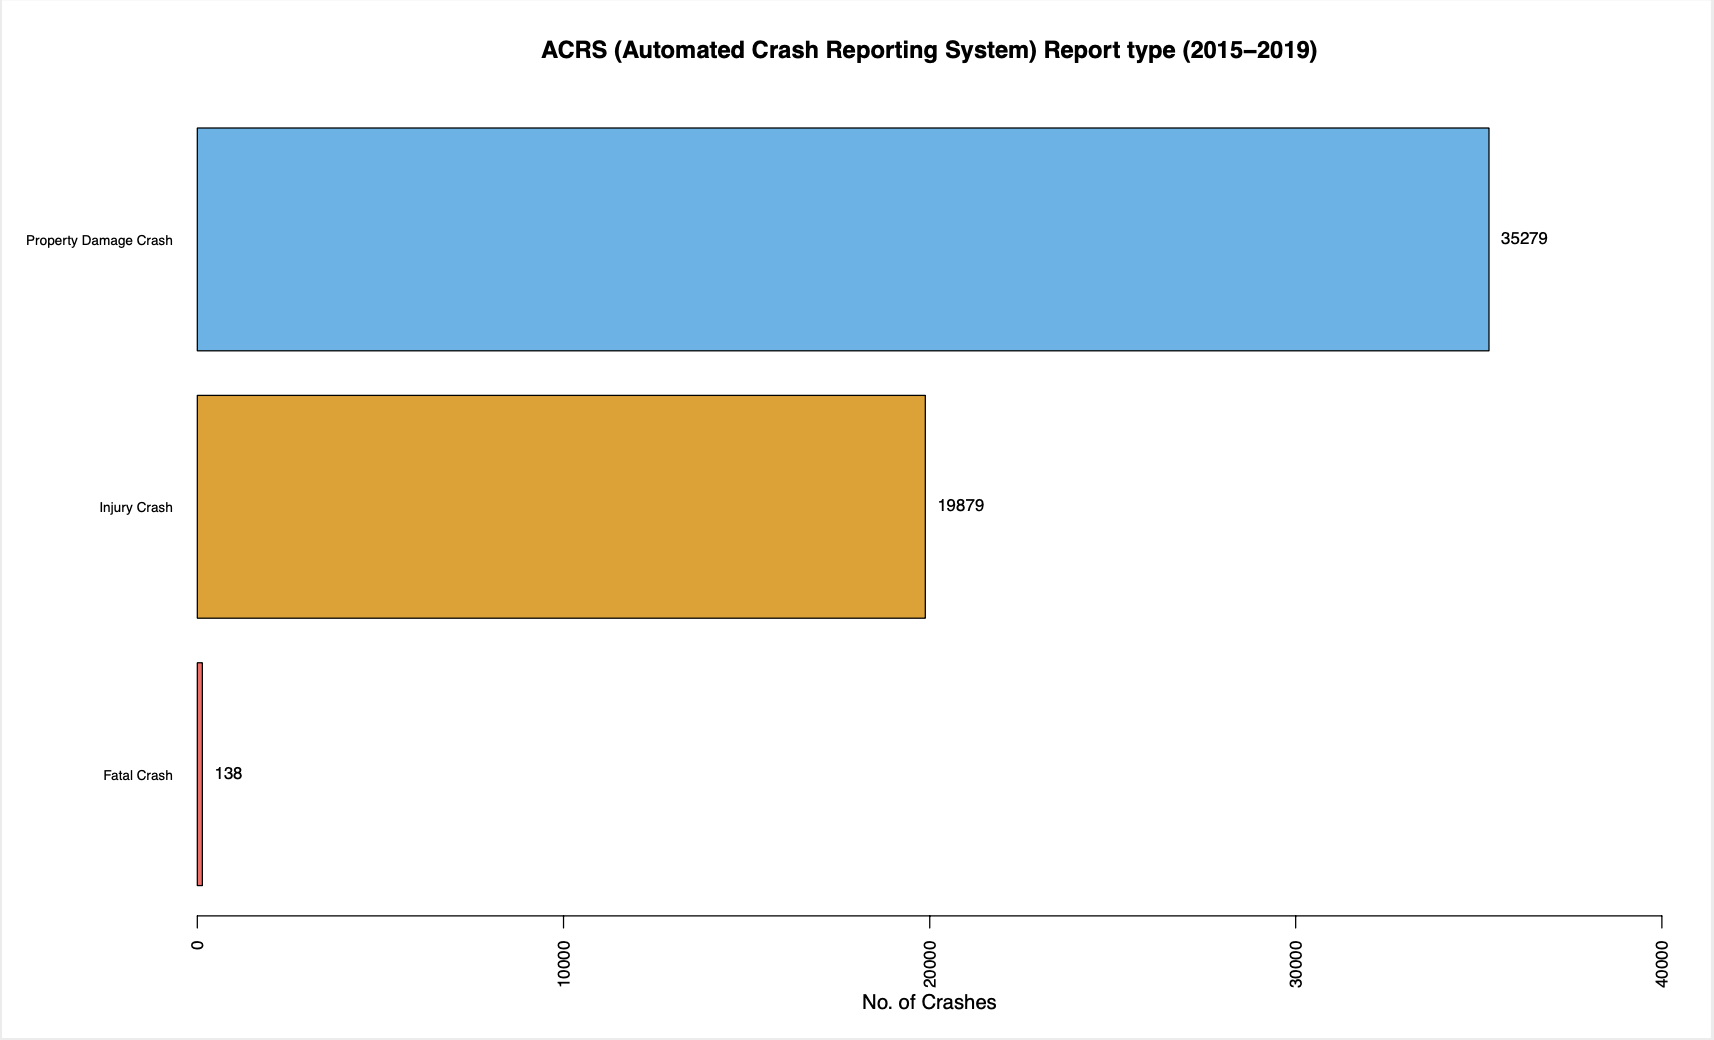 ACRS (Automated Crash Reporting System) Report type (2015−2019)
Property Damage Crash
35279
Injury Crash
19879
Fatal Crash
138
0
10000
20000
30000
40000
No. of Crashes